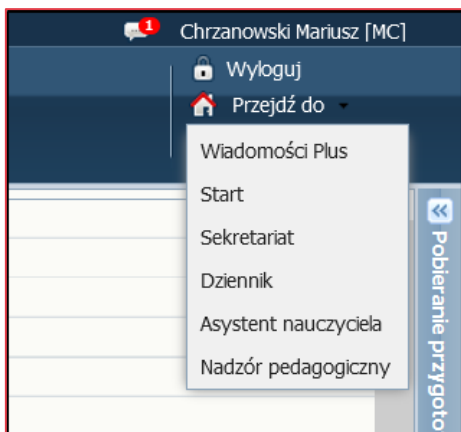 1
Chrzanowski Mariusz [MC]
Wyloguj
Przejdź do
Wiadomości Plus
Start
Sekretariat
Dziennik
Asystent nauczyciela
Nadzór pedagogiczny
Pobieranie przygoto